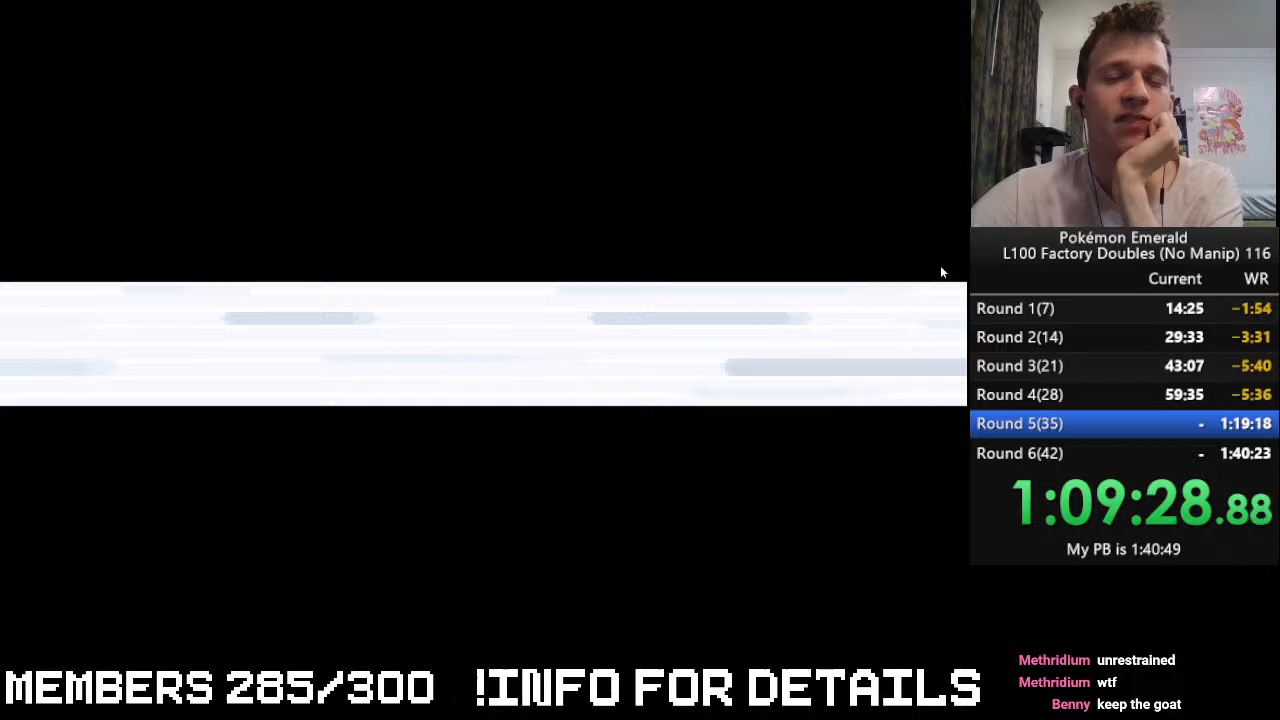 Pokémon Emerald
L100 Factory Doubles (No Manip) 116
Current WR
Round 1(7) 14:25 −1:54
Round 2(14) 29:33 −3:31
Round 3(21) 43:07 −5:40
Round 4(28) 59:35 −5:36
Round 5(35) - 1:19:18
Round 6(42) - 1:40:23
1:09:28.88
My PB is 1:40:49
Methridium unrestrained
Methridium wtf
Benny keep the goat
MEMBERS 285/300 !INFO FOR DETAILS